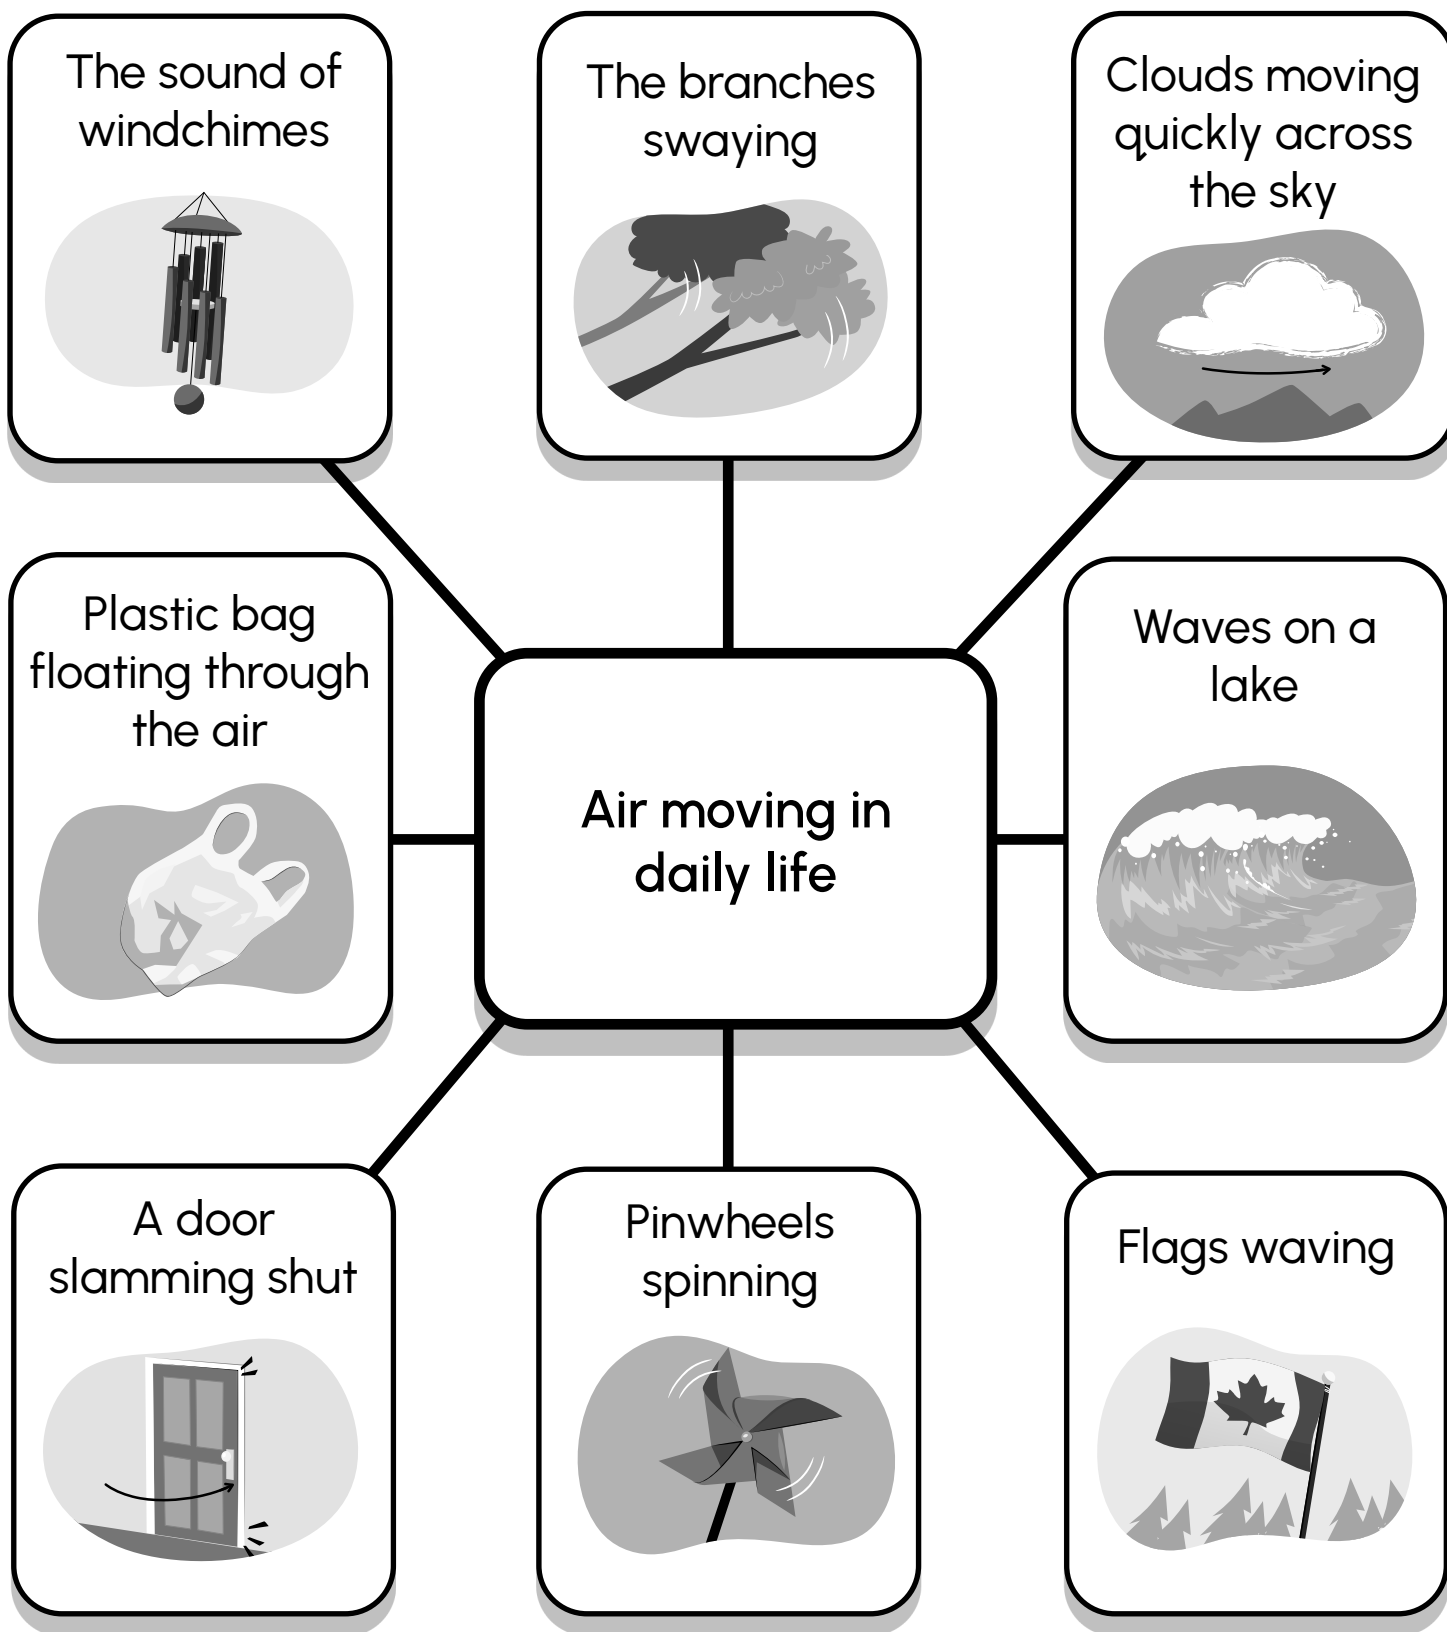 The sound of
windchimes
The branches
swaying
Clouds moving
quickly across
the sky
Plastic bag
floating through
the air
Air moving in
daily life
Waves on a
lake
A door
slamming shut
Pinwheels
spinning
Flags waving